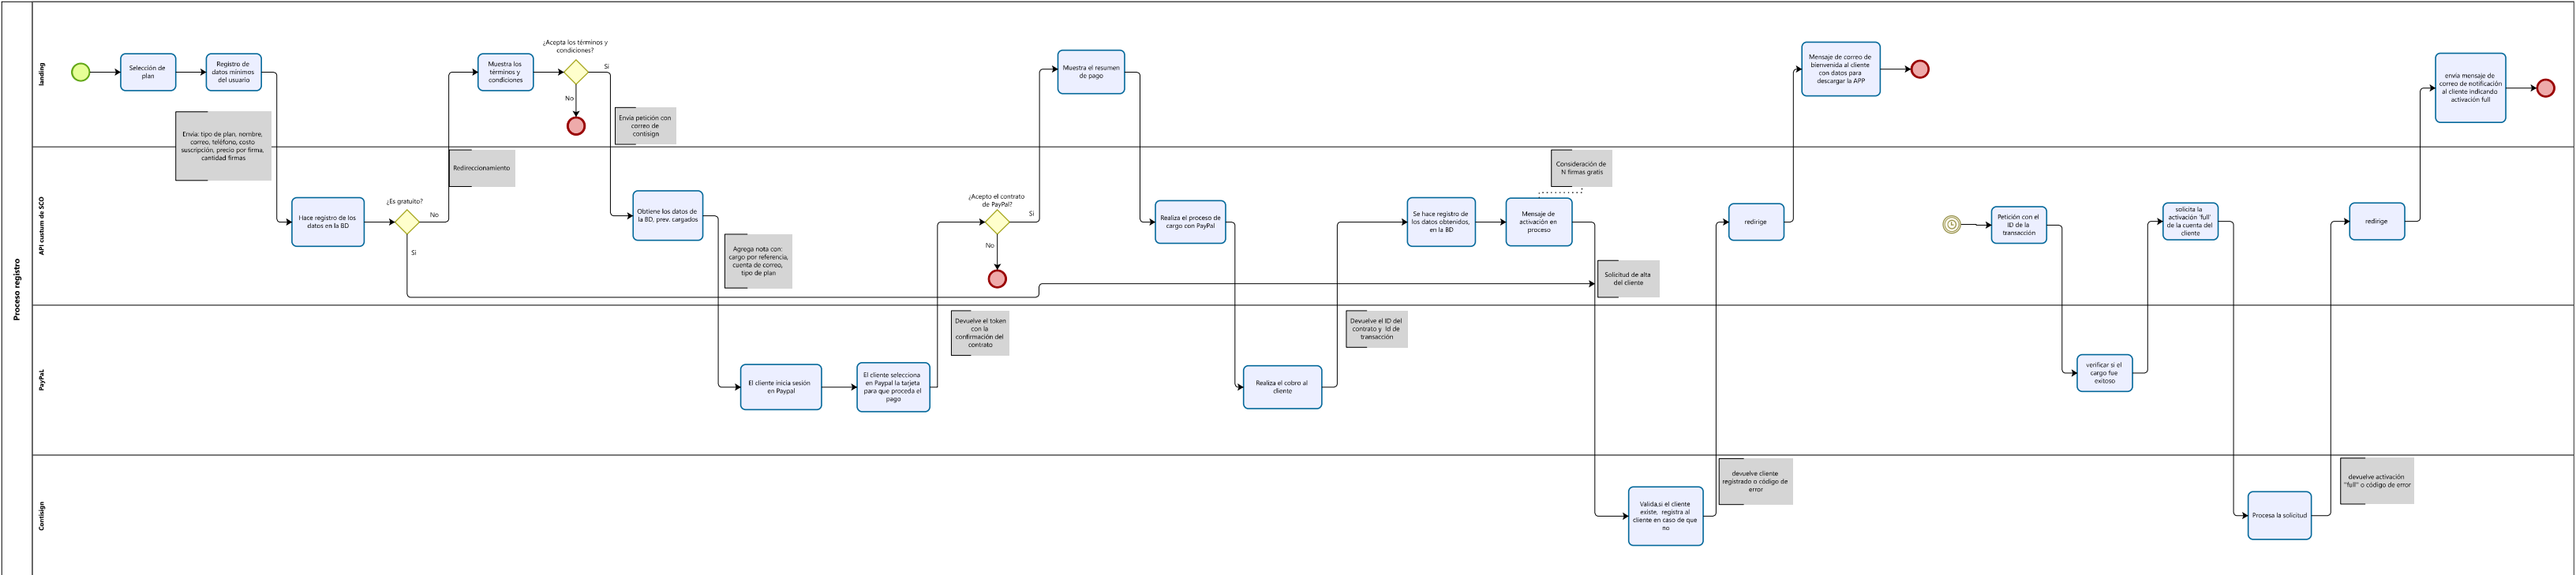 Proceso registro
landing
Selección de
plan
Registro de
datos mínimos
del usuario
Envía: tipo de plan, nombre,
correo, teléfono, costo
suscripción, precio por firma,
cantidad firmas
Muestra los
términos y
condiciones
¿Acepta los términos y
condiciones?
Si
No
Envía petición con
correo de
contisign
Muestra el resumen
de pago
Mensaje de correo de
bienvenida al cliente
con datos para
descargar la APP
envía mensaje de
correo de notificación
al cliente indicando
activación full
API custum de SCO
Hace registro de los
datos en la BD
¿Es gratuito?
No
Si
Redireccionamiento
Obtiene los datos de
la BD, prev. cargados
Agrega nota con:
cargo por referencia,
cuenta de correo,
tipo de plan
¿Acepto el contrato
de PayPal?
Si
No
Realiza el proceso de
cargo con PayPal
Se hace registro de
los datos obtenidos,
en la BD
Mensaje de
activación en
proceso
Consideración de
N firmas gratis
Solicitud de alta
del cliente
redirige
Petición con el
ID de la
transacción
solicita la
activación 'full'
de la cuenta del
cliente
redirige
PayPaL
El cliente inicia sesión
en Paypal
El cliente selecciona
en Paypal la tarjeta
para que proceda el
pago
Devuelve el token
con la
confirmación del
contrato
Realiza el cobro al
cliente
Devuelve el ID del
contrato y Id de
transacción
verificar si el
cargo fue
exitoso
Contisign
Valida,si el cliente
existe, registra al
cliente en caso de que
no
devuelve cliente
registrado o código de
error
Procesa la solicitud
devuelve activación
"full" o código de error